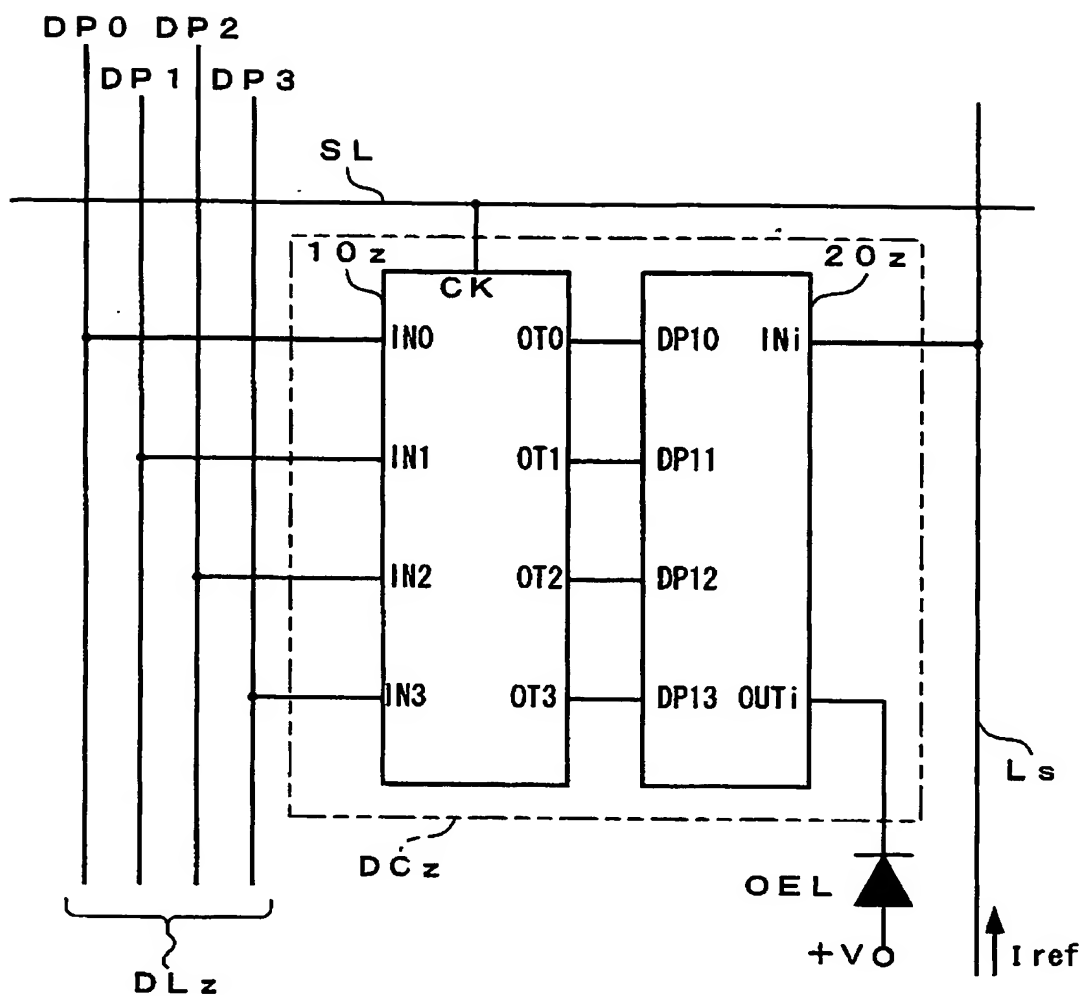 DP0 DP2
DP1 DP3
SL
10z
20z
CK
IN0 OT0 DP10 INi
IN1 OT1 DP11
IN2 OT2 DP12
IN3 OT3 DP13 OUTi
Ls
DCz
OEL
+V
Iref
DLz